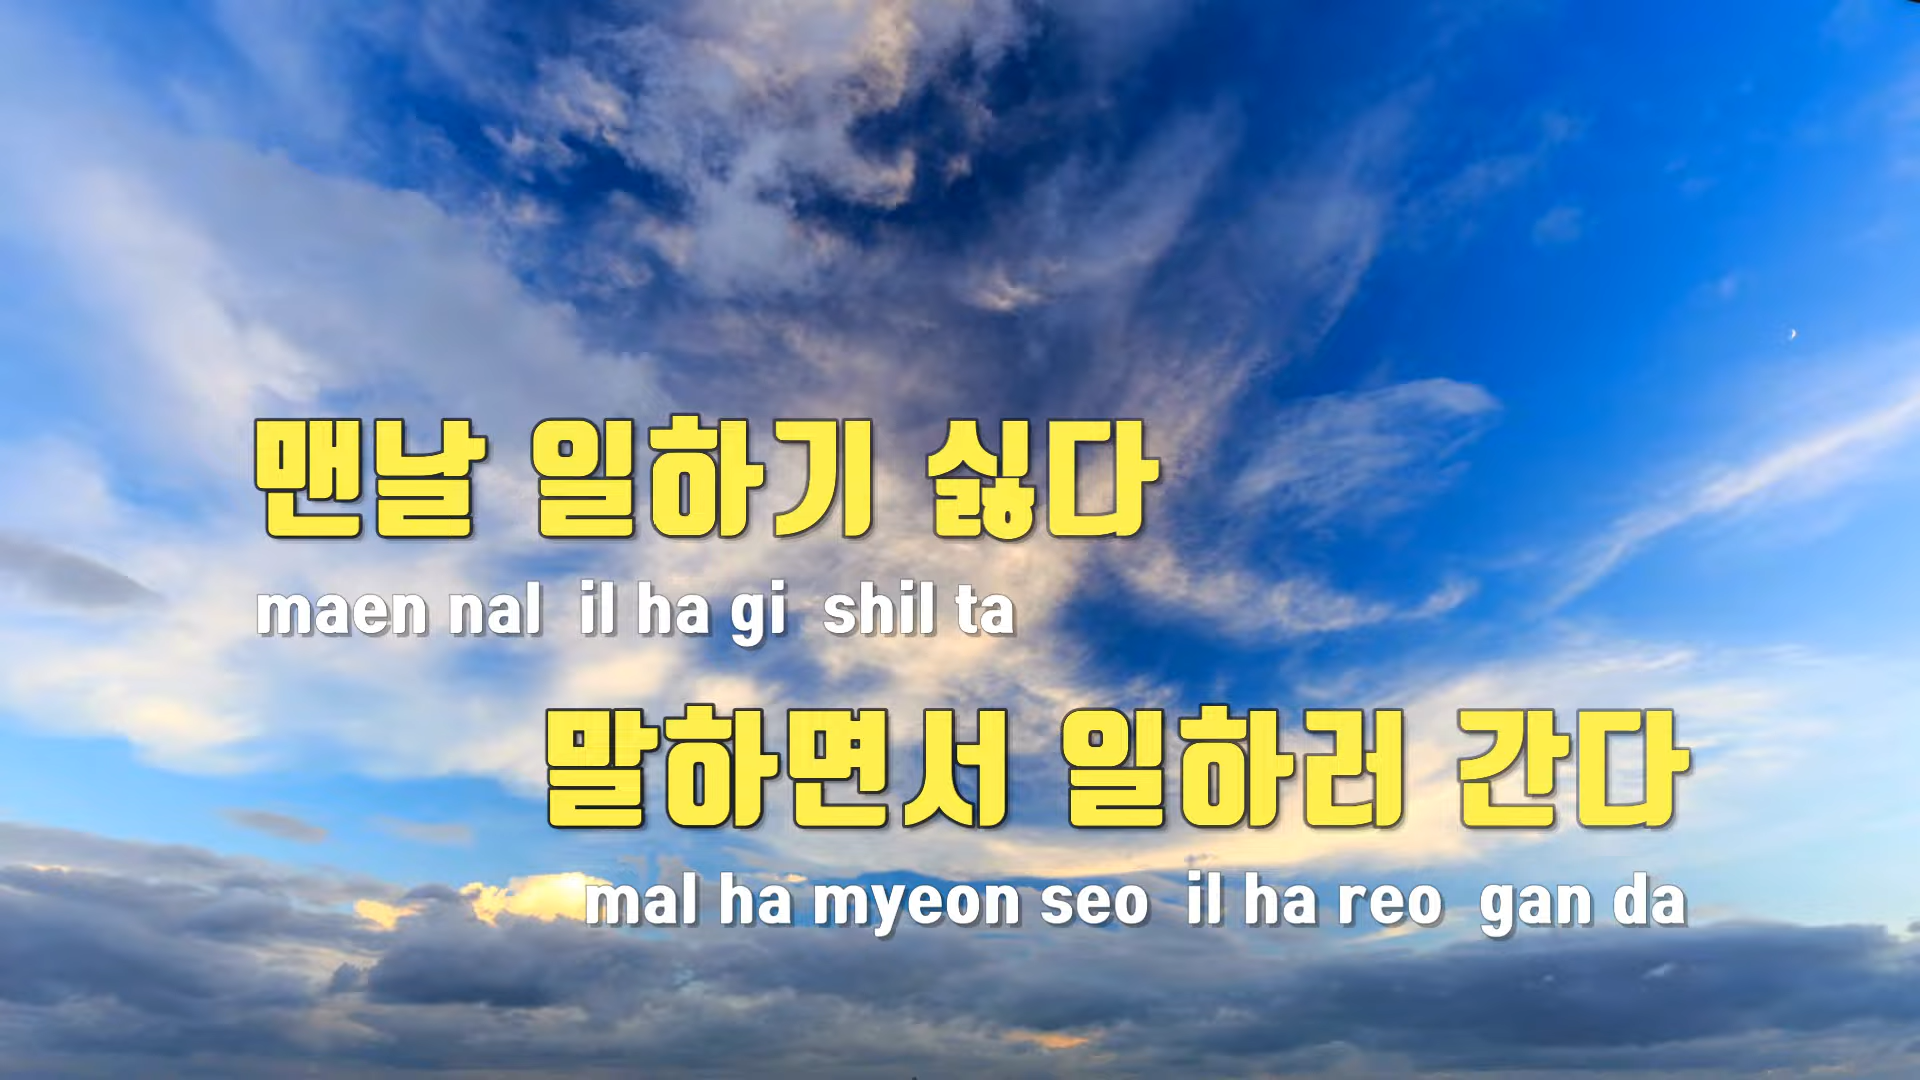 맨날 일하기 싫다
maen nal il ha gi shil ta
말하면서 일하러 간다
mal ha myeon seo il ha reo gan da